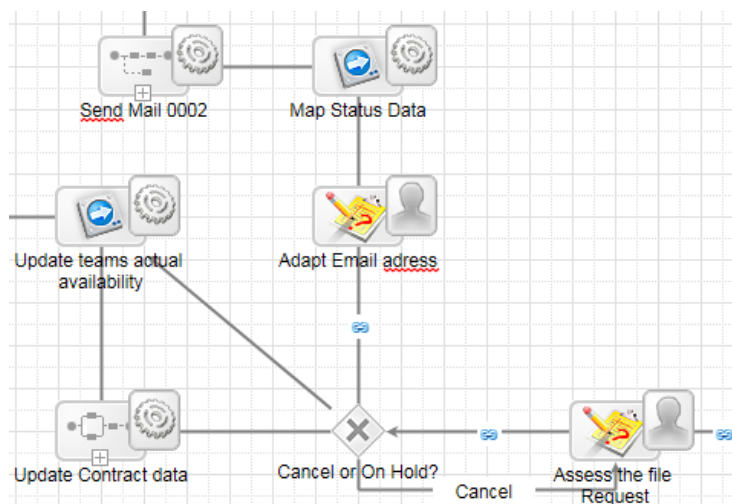 Send Mail 0002
Map Status Data
Update teams actual
availability
Adapt Email adress
Update Contract data
Cancel or On Hold?
Assess the file
Request
Cancel